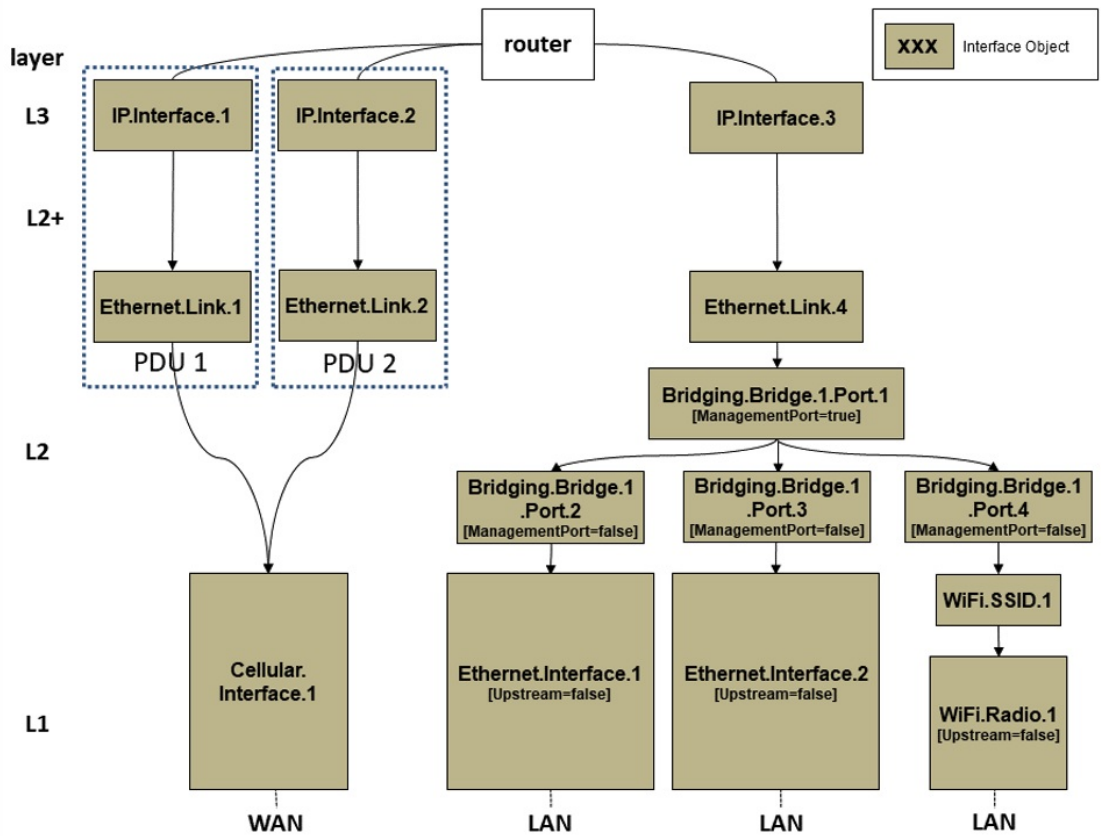 router
xxx
Interface Object
layer
L3
IP.Interface.1
IP.Interface.2
IP.Interface.3
L2+
Ethernet.Link.1
Ethernet.Link.2
Ethernet.Link.4
PDU 1
PDU 2
Bridging.Bridge.1.Port.1
[ManagementPort=true]
L2
Bridging.Bridge.1
.Port.2
[ManagementPort=false]
Bridging.Bridge.1
.Port.3
[ManagementPort=false]
Bridging.Bridge.1
.Port.4
[ManagementPort=false]
WiFi.SSID.1
Cellular.
Interface.1
Ethernet.Interface.1
[Upstream=false]
Ethernet.Interface.2
[Upstream=false]
WiFi.Radio.1
[Upstream=false]
L1
WAN
LAN
LAN
LAN